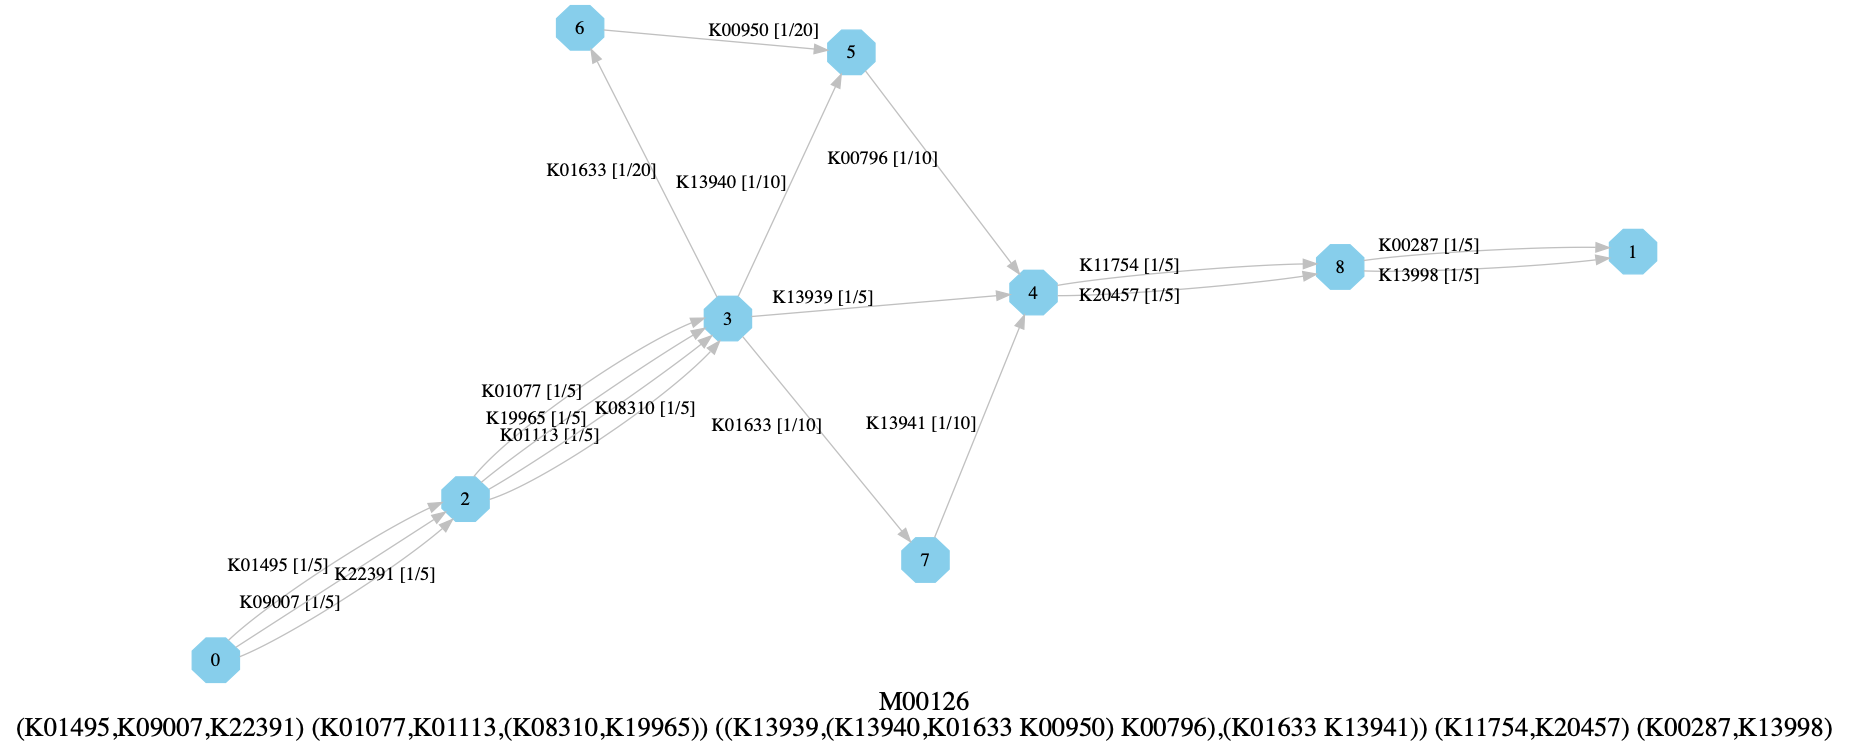 6
K00950 [1/20]
5
K01633 [1/20]
K13940 [1/10]
K00796 [1/10]
K00287 [1/5]
1
K11754 [1/5]
8
K13998 [1/5]
4
K20457 [1/5]
K13939 [1/5]
3
K01077 [1/5]
K19965 [1/5]
K08310 [1/5]
K01113 [1/5]
K01633 [1/10]
K13941 [1/10]
2
K01495 [1/5]
K22391 [1/5]
7
K09007 [1/5]
0
M00126
(K01495,K09007,K22391) (K01077,K01113,(K08310,K19965)) ((K13939,(K13940,K01633 K00950) K00796),(K01633 K13941)) (K11754,K20457) (K00287,K13998)